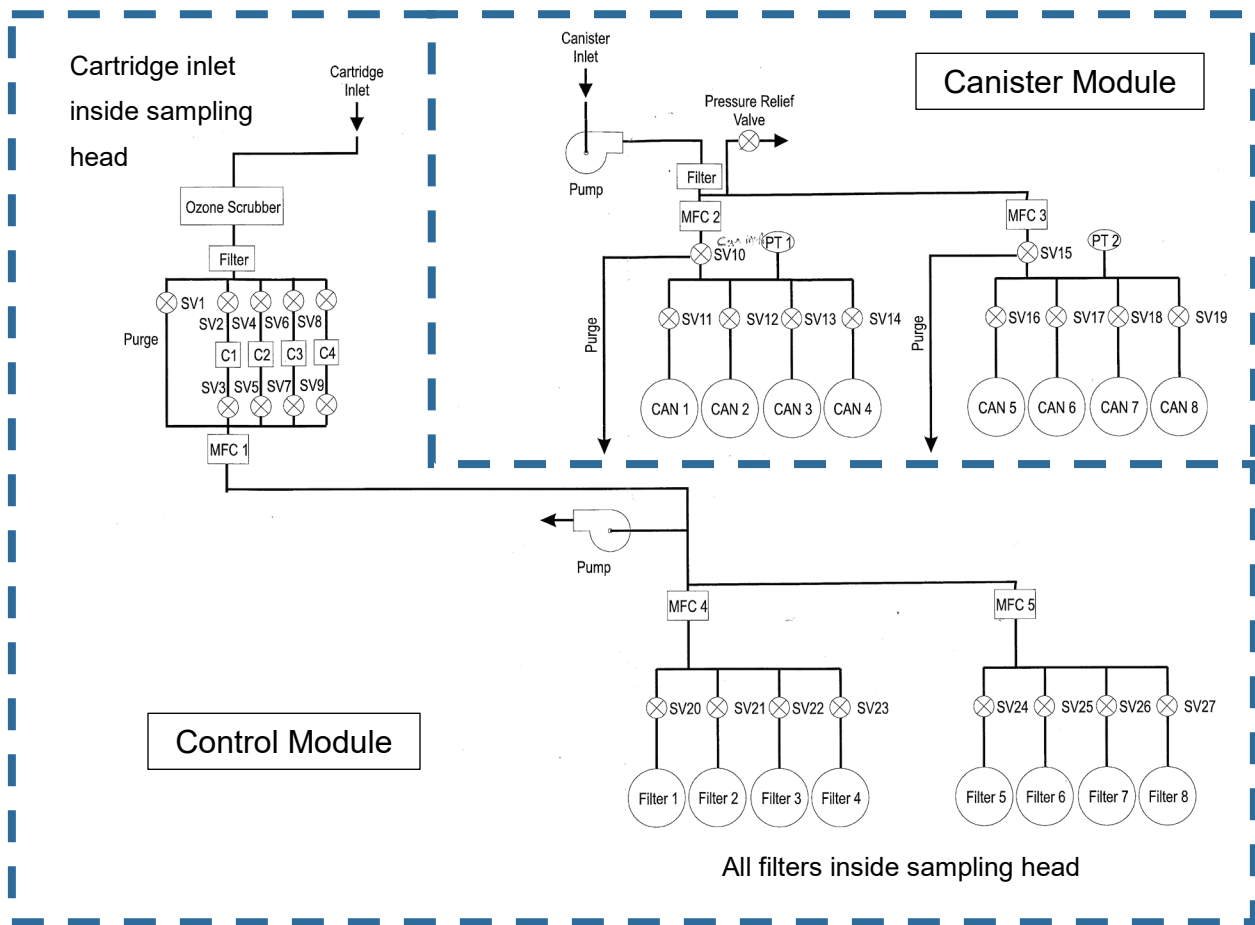 Cartridge inlet
inside sampling
head
Cartridge
Inlet
Ozone Scrubber
Filter
SV1
SV2 SV4 SV6 SV8
Purge
C1 C2 C3 C4
SV3 SV5 SV7 SV9
MFC 1
Canister
Inlet
Canister Module
Pressure Relief
Valve
Pump
Filter
MFC 2
MFC 3
SV10
PT 1
SV15
PT 2
Purge
SV11 SV12 SV13 SV14
CAN 1 CAN 2 CAN 3 CAN 4
Purge
SV16 SV17 SV18 SV19
CAN 5 CAN 6 CAN 7 CAN 8
Pump
MFC 4
MFC 5
SV20 SV21 SV22 SV23
SV24 SV25 SV26 SV27
Control Module
Filter 1 Filter 2 Filter 3 Filter 4
Filter 5 Filter 6 Filter 7 Filter 8
All filters inside sampling head